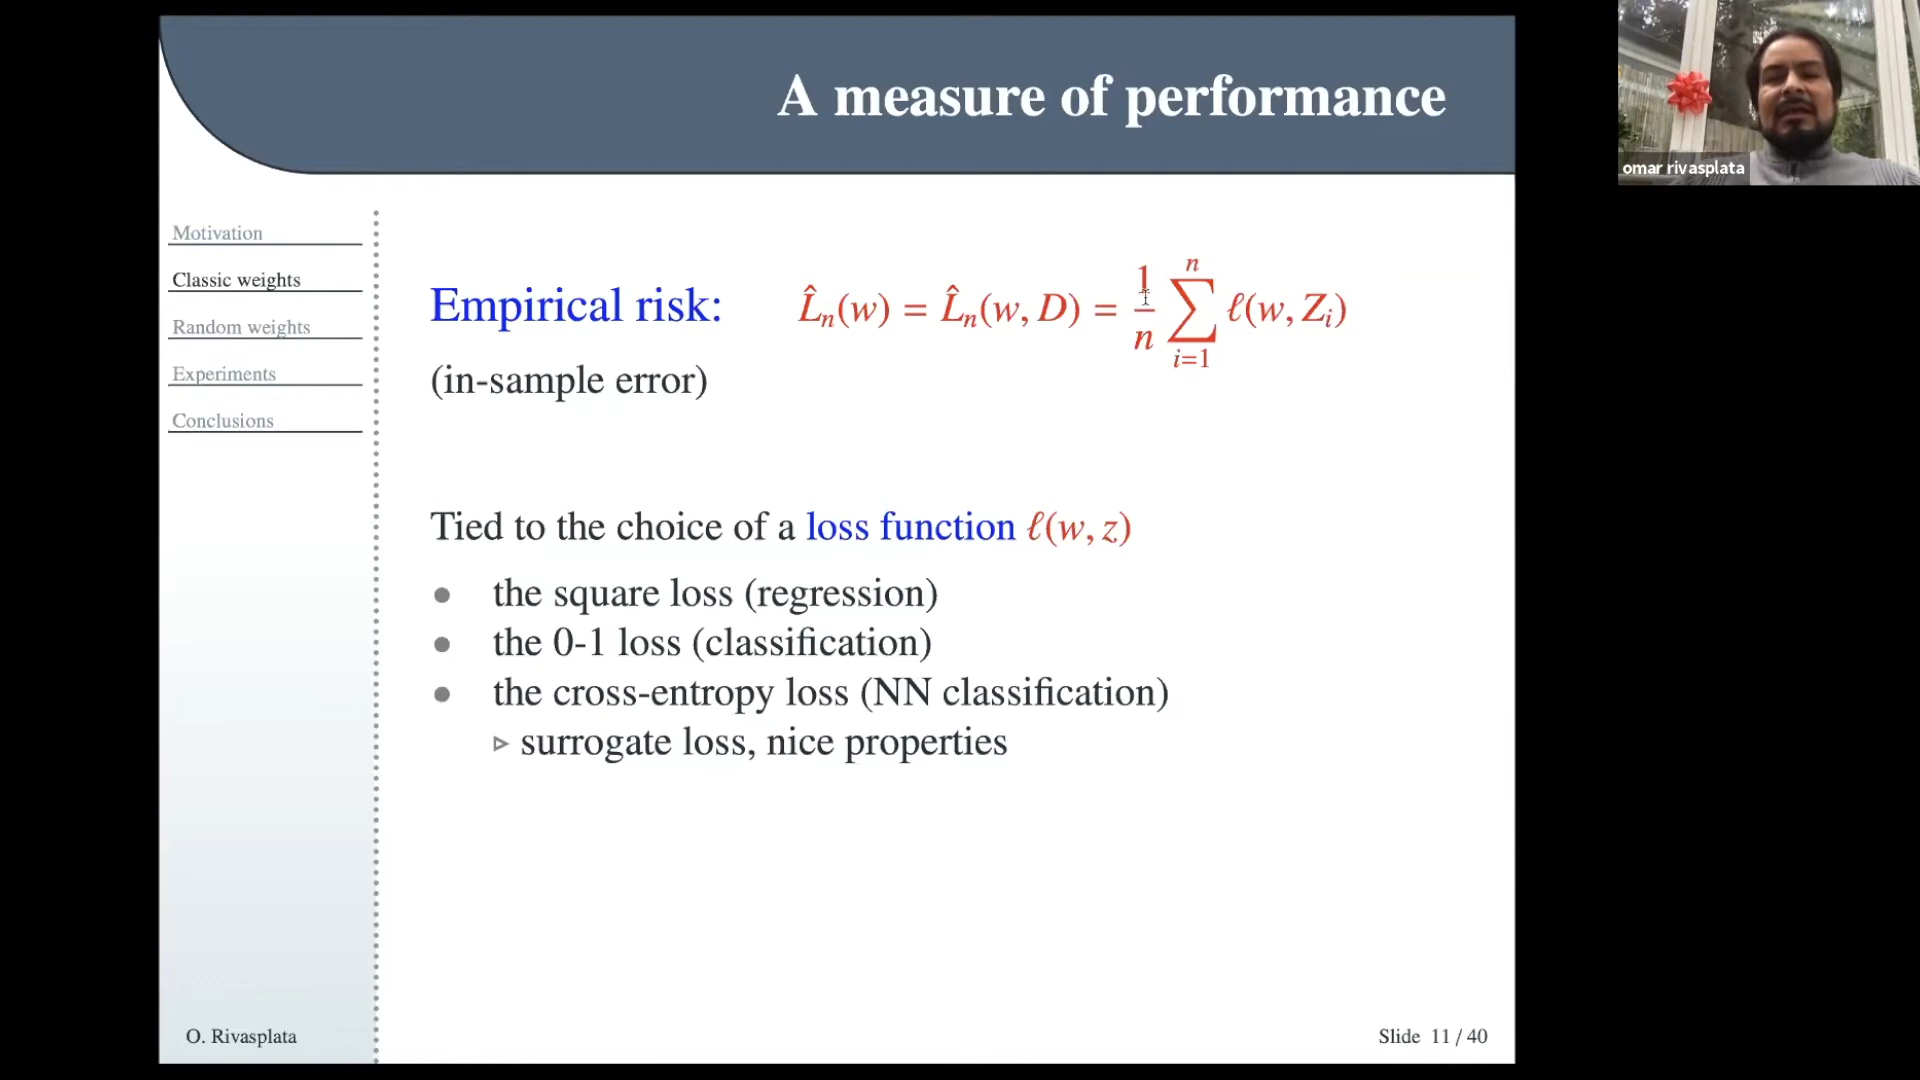 A measure of performance
omar rivasplata
Motivation
Classic weights
Random weights
Experiments
Conclusions
Empirical risk: L̂ₙ(w) = L̂ₙ(w, D) = 1/n ∑ⁿᵢ₌₁ ℓ(w, Zᵢ)
(in-sample error)
Tied to the choice of a loss function ℓ(w, z)
● the square loss (regression)
● the 0-1 loss (classification)
● the cross-entropy loss (NN classification)
▹ surrogate loss, nice properties
O. Rivasplata
Slide 11 / 40